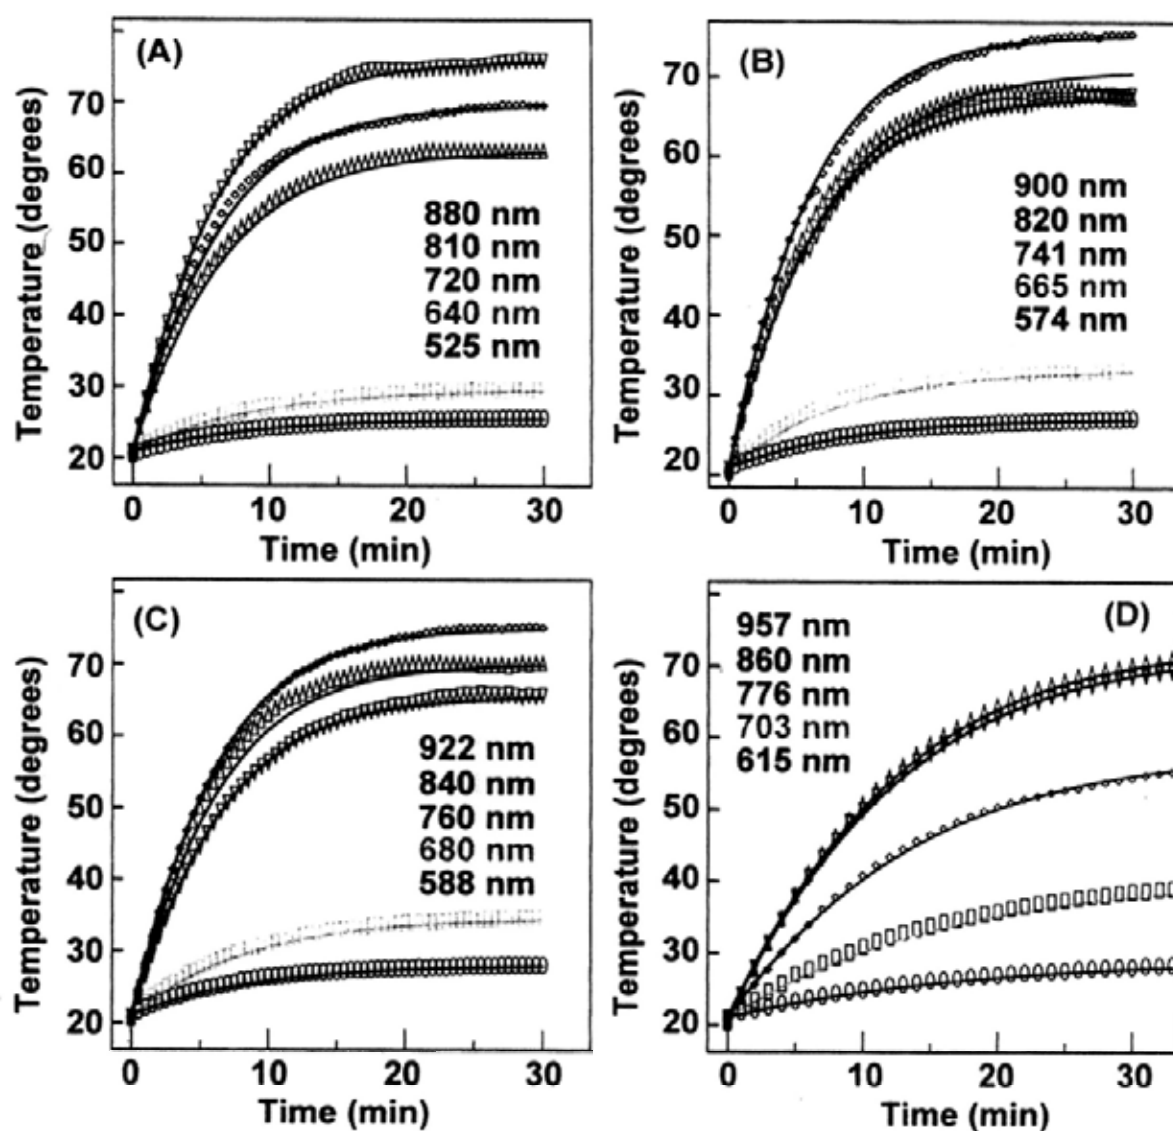 (A)
Temperature (degrees)
70
60
50
40
30
20
880 nm
810 nm
720 nm
640 nm
525 nm
0 10 20 30
Time (min)
(B)
Temperature (degrees)
70
60
50
40
30
20
900 nm
820 nm
741 nm
665 nm
574 nm
0 10 20 30
Time (min)
(C)
Temperature (degrees)
70
60
50
40
30
20
922 nm
840 nm
760 nm
680 nm
588 nm
0 10 20 30
Time (min)
(D)
Temperature (degrees)
957 nm
860 nm
776 nm
703 nm
615 nm
70
60
50
40
30
20
0 10 20 30
Time (min)